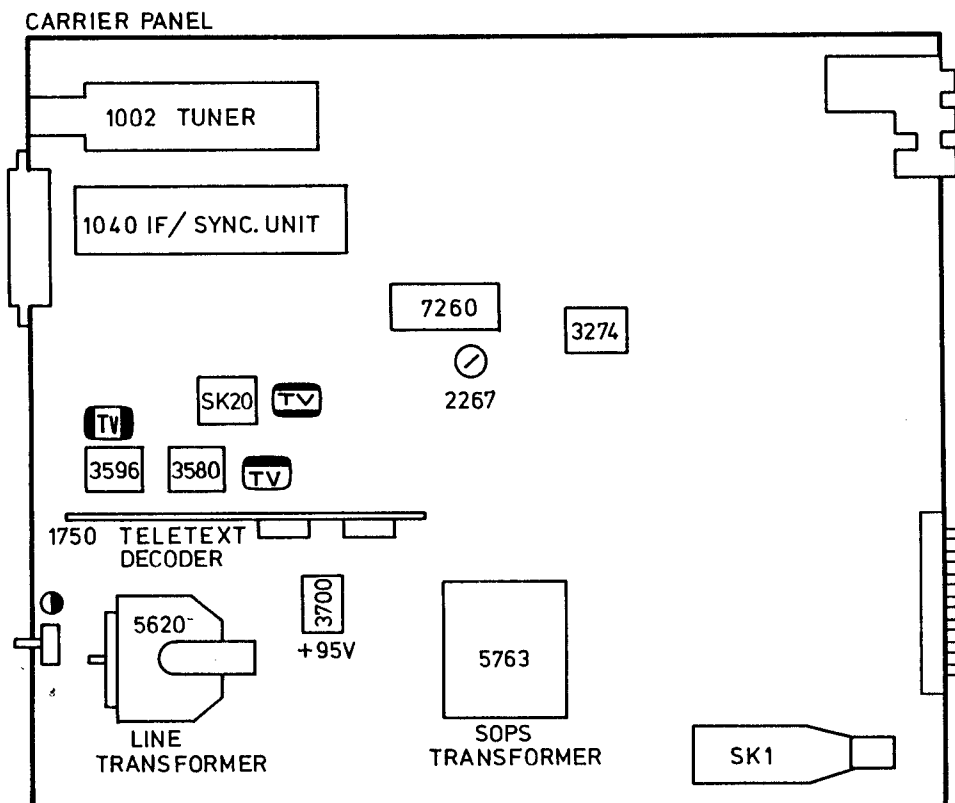 CARRIER PANEL
1002 TUNER
1040 IF/ SYNC. UNIT
7260
3274
2267
SK20
TV
TV
3596
3580
TV
1750 TELETEXT
DECODER
3700
+95V
5620
5763
LINE
TRANSFORMER
SOPS
TRANSFORMER
SK1